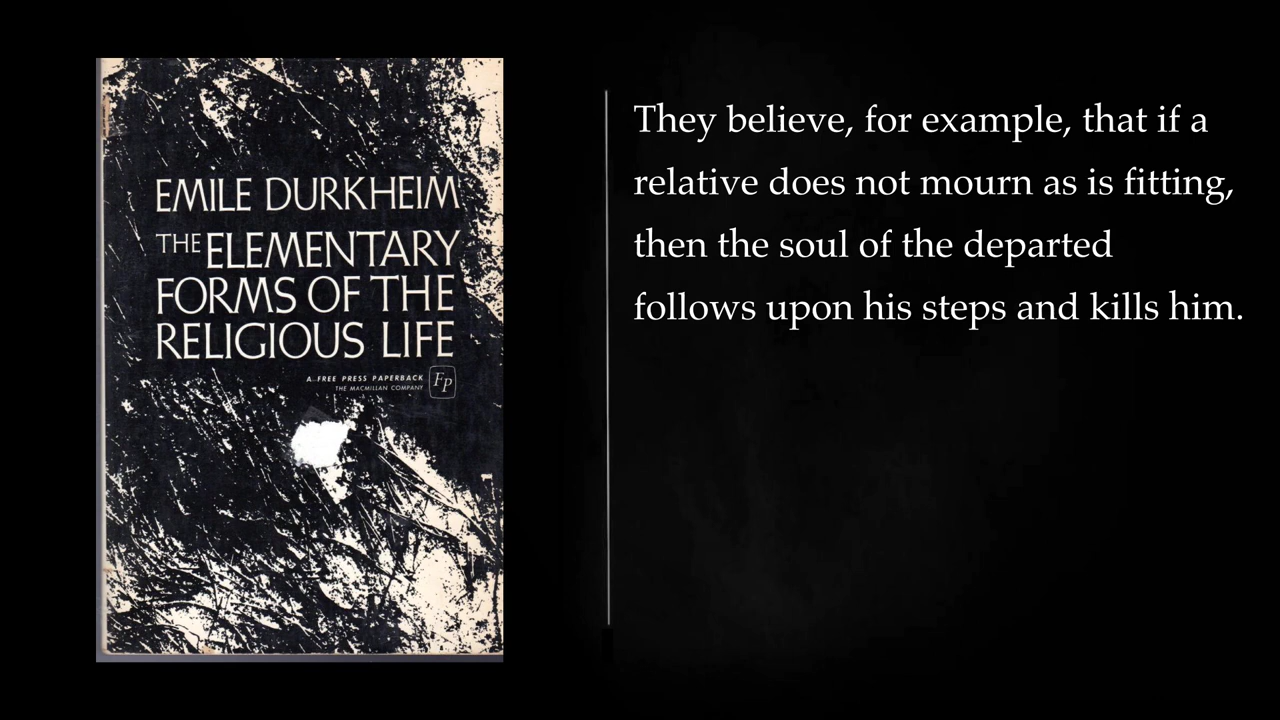 EMILE DURKHEIM
THE ELEMENTARY
FORMS OF THE
RELIGIOUS LIFE
A FREE PRESS PAPERBACK
THE MACMILLAN COMPANY
FP
They believe, for example, that if a
relative does not mourn as is fitting,
then the soul of the departed
follows upon his steps and kills him.